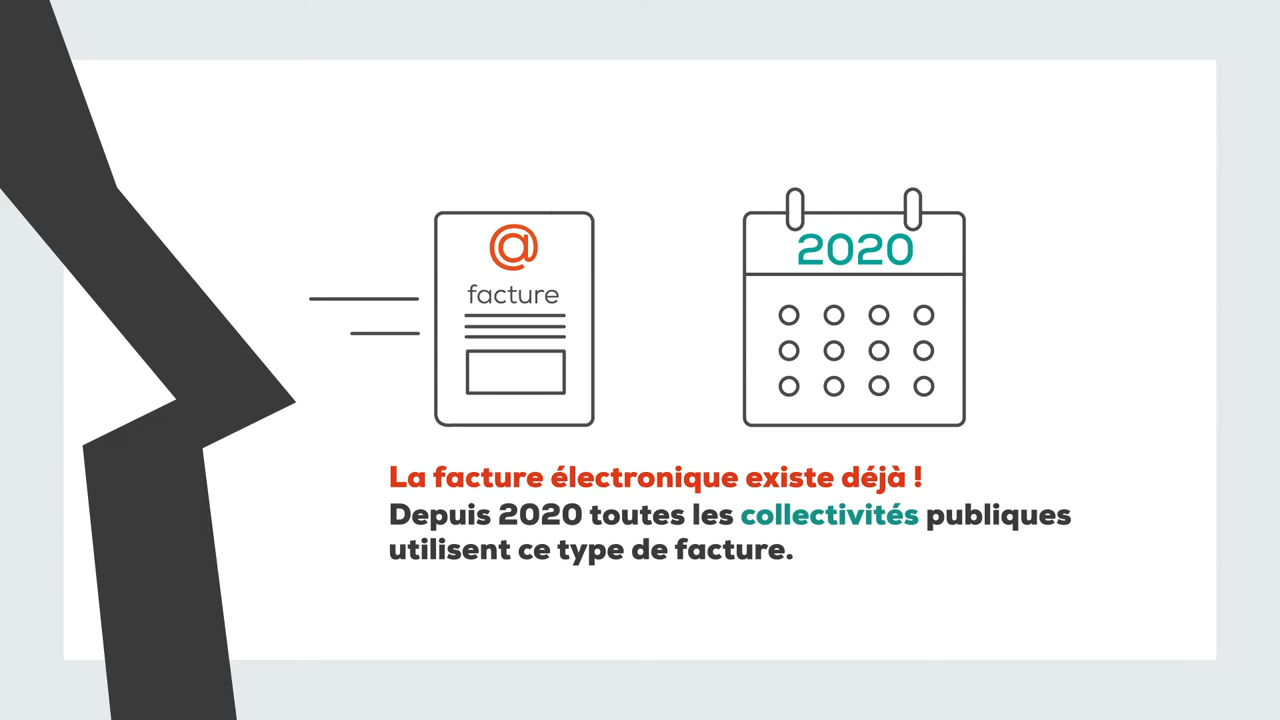 @
facture
2020
La facture électronique existe déjà !
Depuis 2020 toutes les collectivités publiques
utilisent ce type de facture.